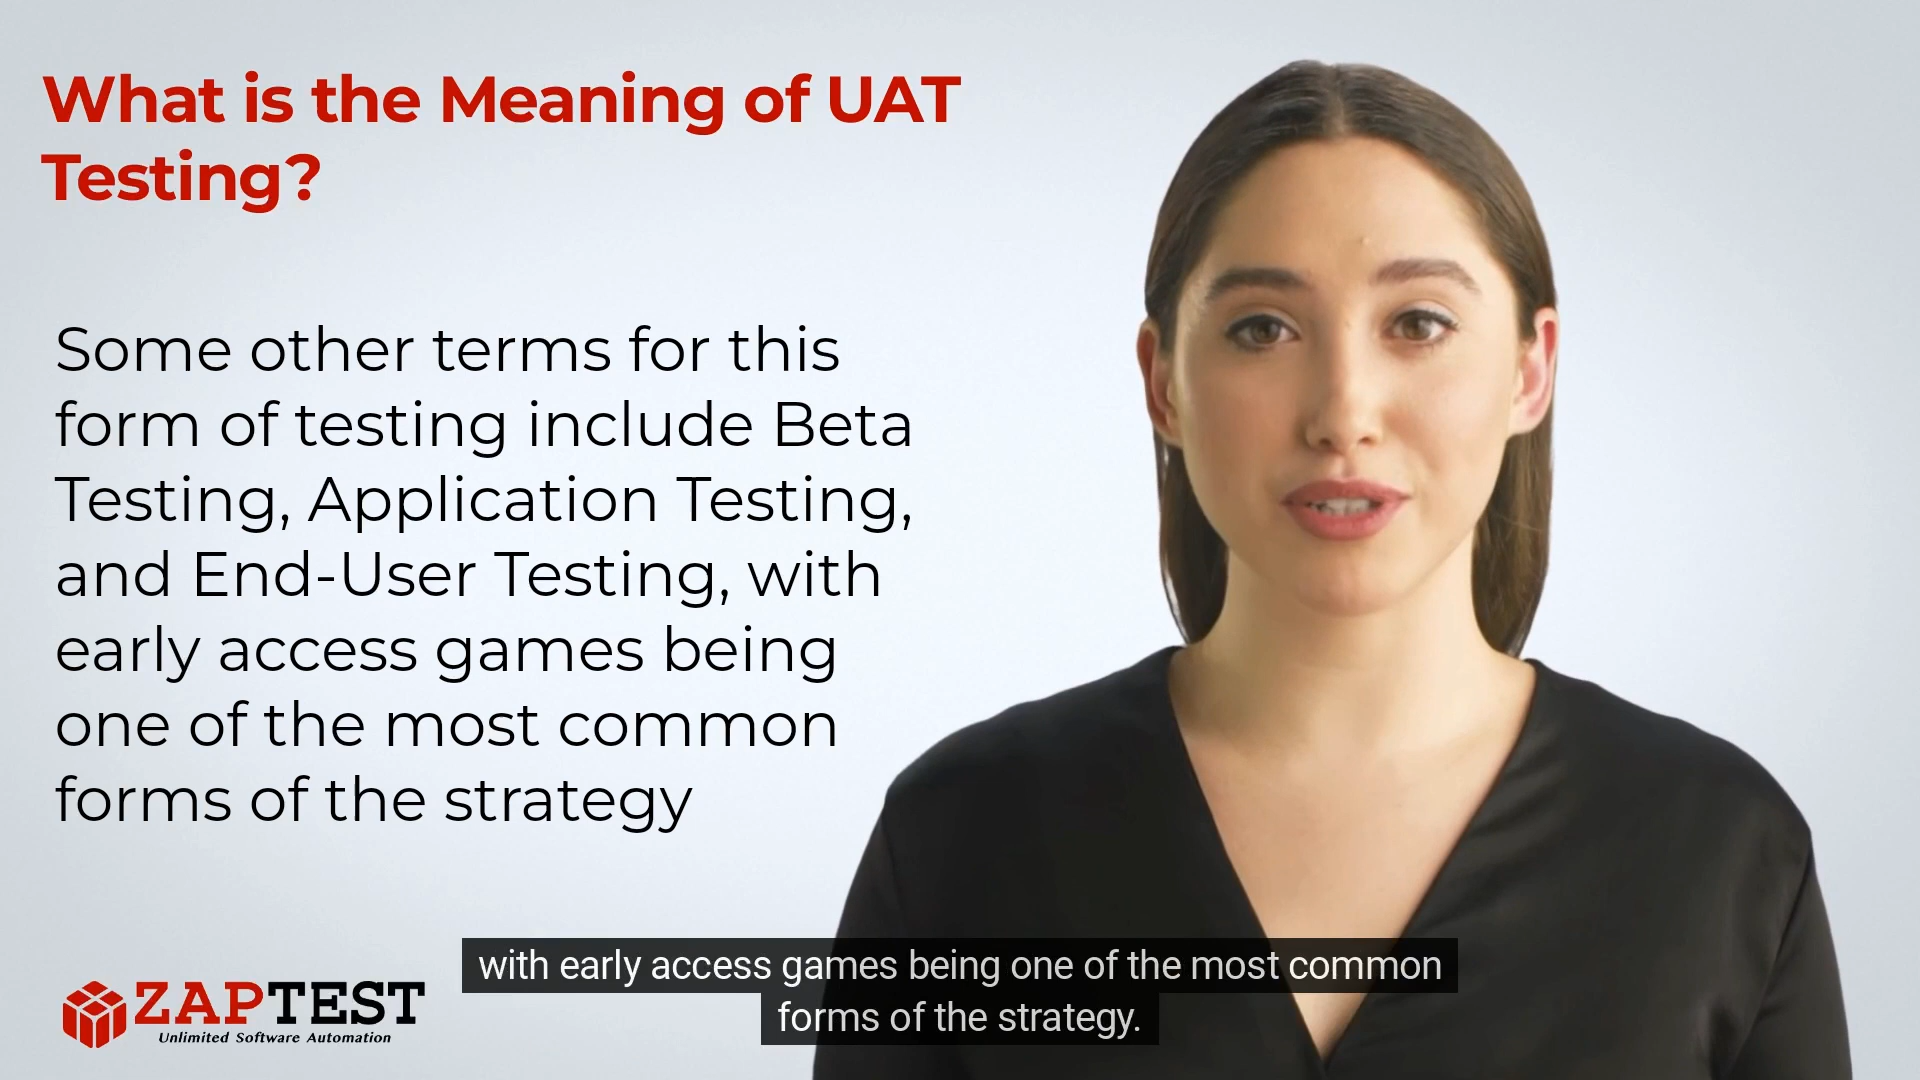 What is the Meaning of UAT
Testing?
Some other terms for this
form of testing include Beta
Testing, Application Testing,
and End-User Testing, with
early access games being
one of the most common
forms of the strategy
with early access games being one of the most common
forms of the strategy.
ZAPTEST
Unlimited Software Automation